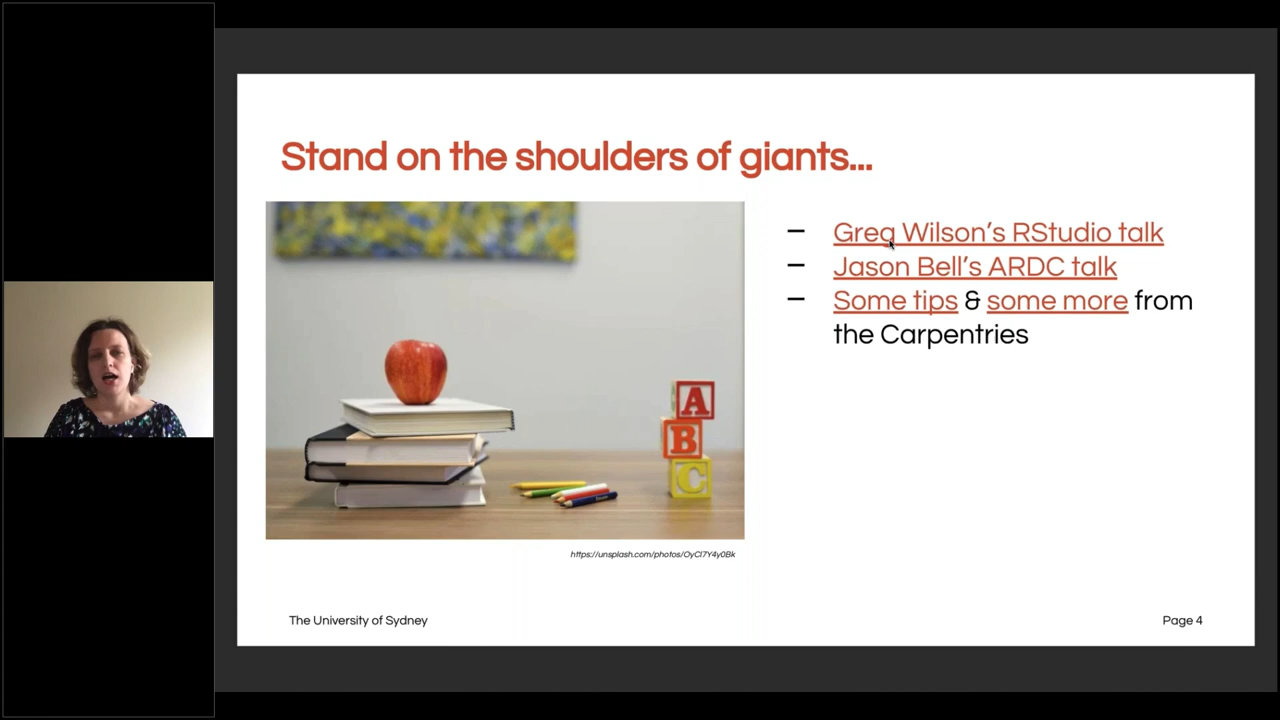 Stand on the shoulders of giants...
– Greg Wilson’s RStudio talk
– Jason Bell’s ARDC talk
– Some tips & some more from
the Carpentries
A
B
C
https://unsplash.com/photos/OyCl7Y4y0Bk
The University of Sydney
Page 4